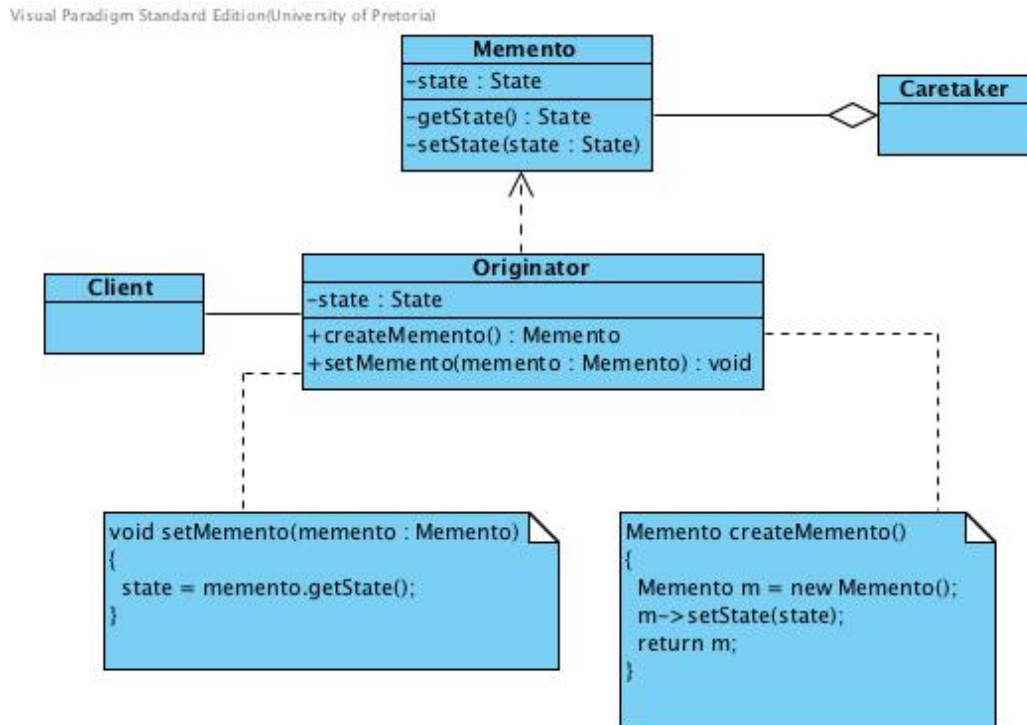 Visual Paradigm Standard Edition(University of Pretoria)
Memento
-state : State
-getState() : State
-setState(state : State)
Caretaker
Client
Originator
-state : State
+createMemento() : Memento
+setMemento(memento : Memento) : void
void setMemento(memento : Memento)
{
state = memento.getState();
}
Memento createMemento()
{
Memento m = new Memento();
m->setState(state);
return m;
}